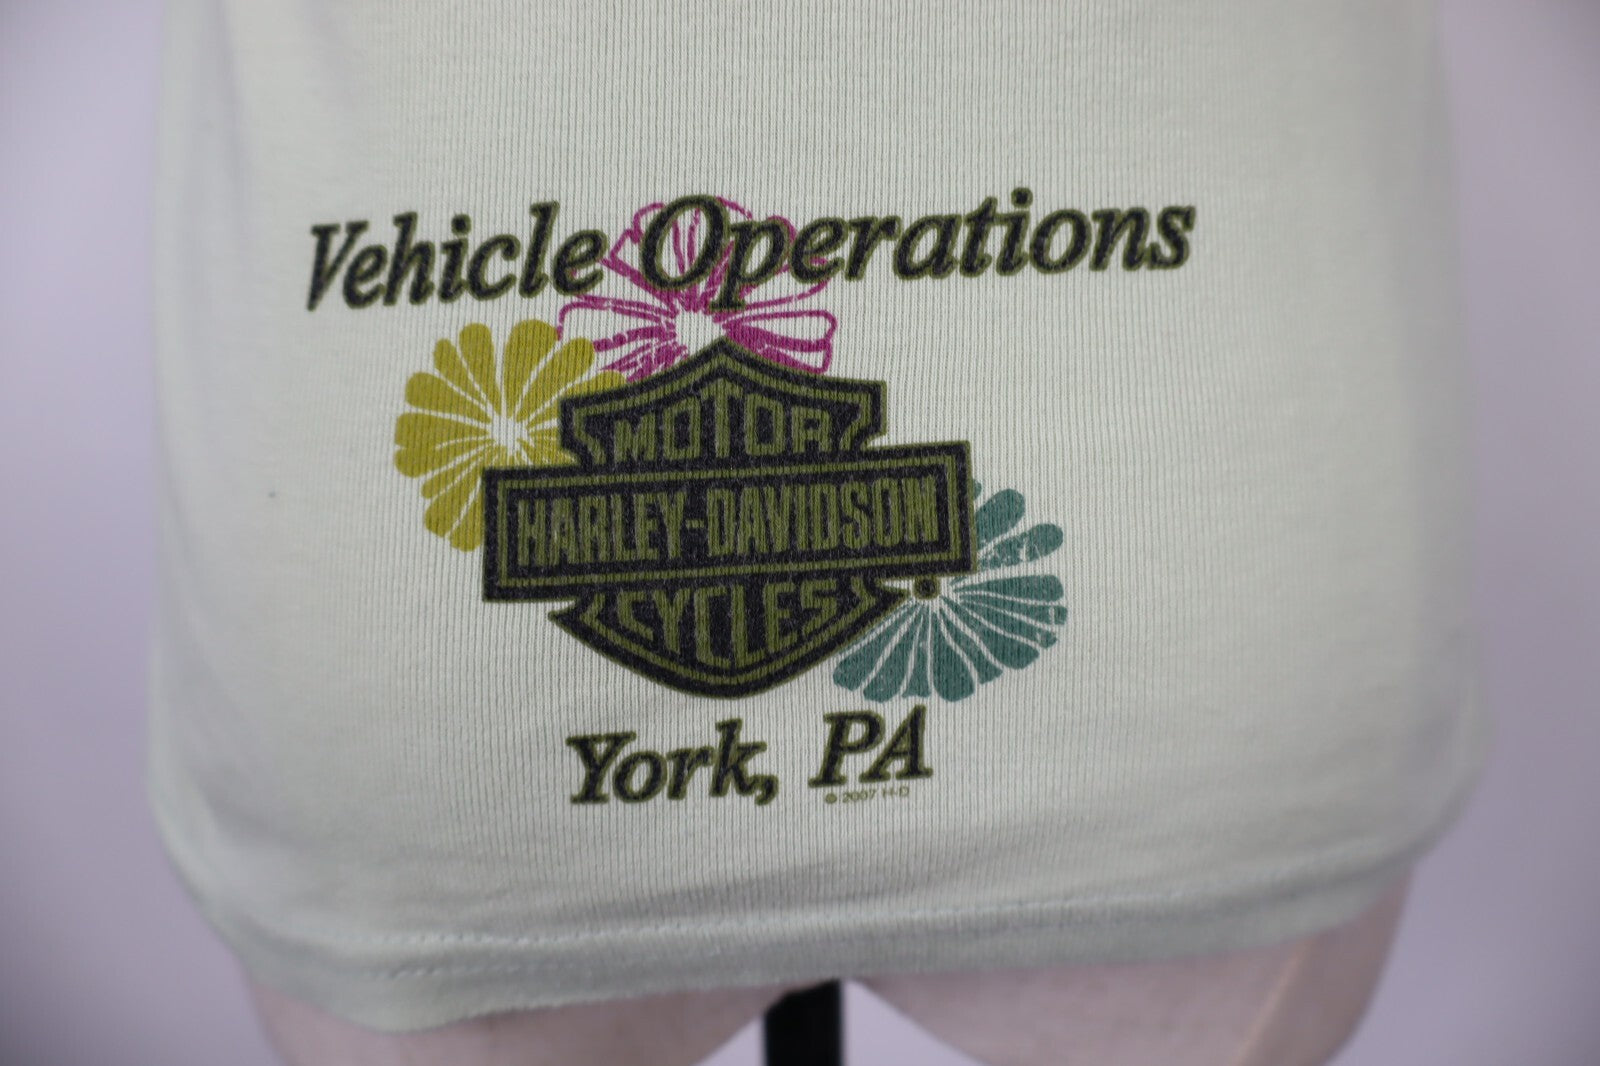 Vehicle Operations
MOTOR
HARLEY-DAVIDSON
CYCLES
York, PA
© 2007 H-D